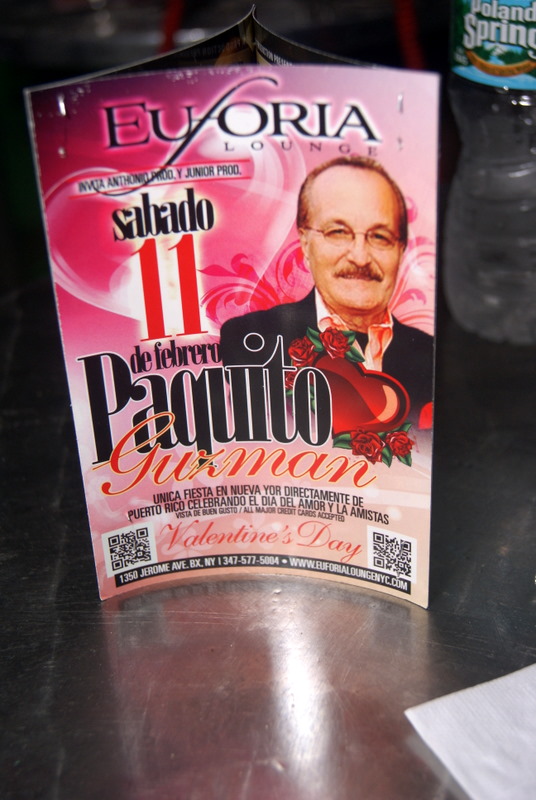 Poland
Spring
EUFORIA
LOUNGE
INVITA ANTHONIO PROD. Y JUNIOR PROD.
sabado
11
de febrero
Paquito
Guzman
UNICA FIESTA EN NUEVA YOR DIRECTAMENTE DE
PUERTO RICO CELEBRANDO EL DIA DEL AMOR Y LA AMISTAS
VISTA DE BUEN GUSTO / ALL MAJOR CREDIT CARDS ACCEPTED
Valentine's Day
1350 JEROME AVE. BX, NY | 347-577-5004 • WWW.EUFORIALOUNGENYC.COM